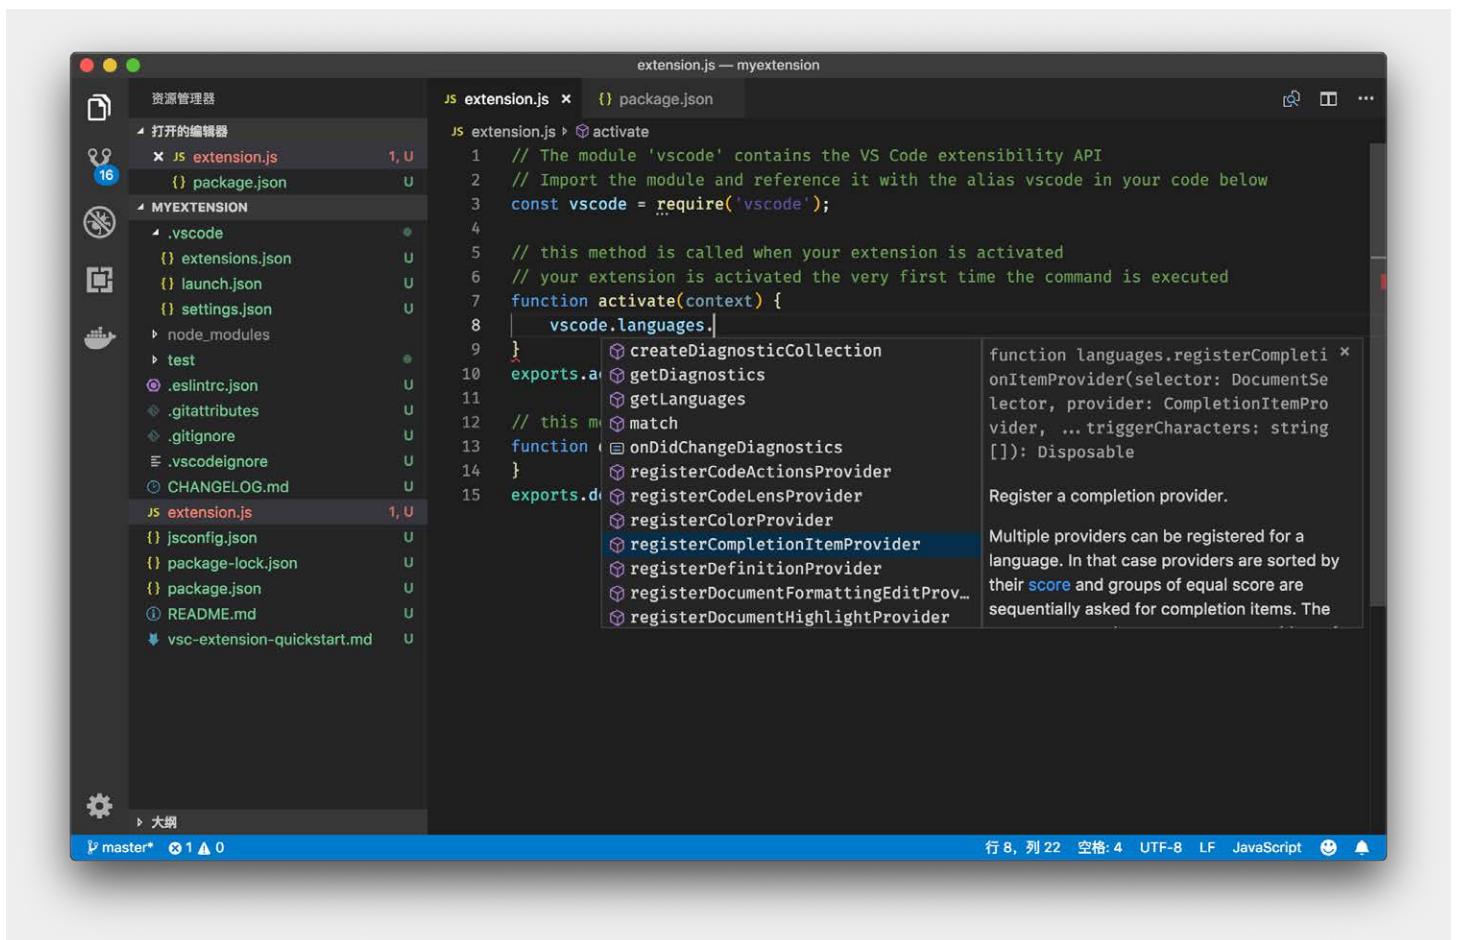 extension.js — myextension
资源管理器
打开的编辑器
JS extension.js 1, U
{} package.json U
MYEXTENSION
.vscode
{} extensions.json U
{} launch.json U
{} settings.json U
node_modules
test
.eslintrc.json U
.gitattributes U
.gitignore U
.vscodeignore U
CHANGELOG.md U
JS extension.js 1, U
{} jsconfig.json U
{} package-lock.json U
{} package.json U
README.md U
vsc-extension-quickstart.md U
大纲
16
JS extension.js × {} package.json
JS extension.js activate
1 // The module 'vscode' contains the VS Code extensibility API
2 // Import the module and reference it with the alias vscode in your code below
3 const vscode = require('vscode');
4
5 // this method is called when your extension is activated
6 // your extension is activated the very first time the command is executed
7 function activate(context) {
8 vscode.languages.
9 }
10 exports.a
11
12 // this m
13 function
14 }
15 exports.d
createDiagnosticCollection
getDiagnostics
getLanguages
match
onDidChangeDiagnostics
registerCodeActionsProvider
registerCodeLensProvider
registerColorProvider
registerCompletionItemProvider
registerDefinitionProvider
registerDocumentFormattingEditProv…
registerDocumentHighlightProvider
function languages.registerCompleti ×
onItemProvider(selector: DocumentSe
lector, provider: CompletionItemPro
vider, ...triggerCharacters: string
[]): Disposable
Register a completion provider.
Multiple providers can be registered for a
language. In that case providers are sorted by
their score and groups of equal score are
sequentially asked for completion items. The
master* 1 0 行 8，列 22 空格: 4 UTF-8 LF JavaScript